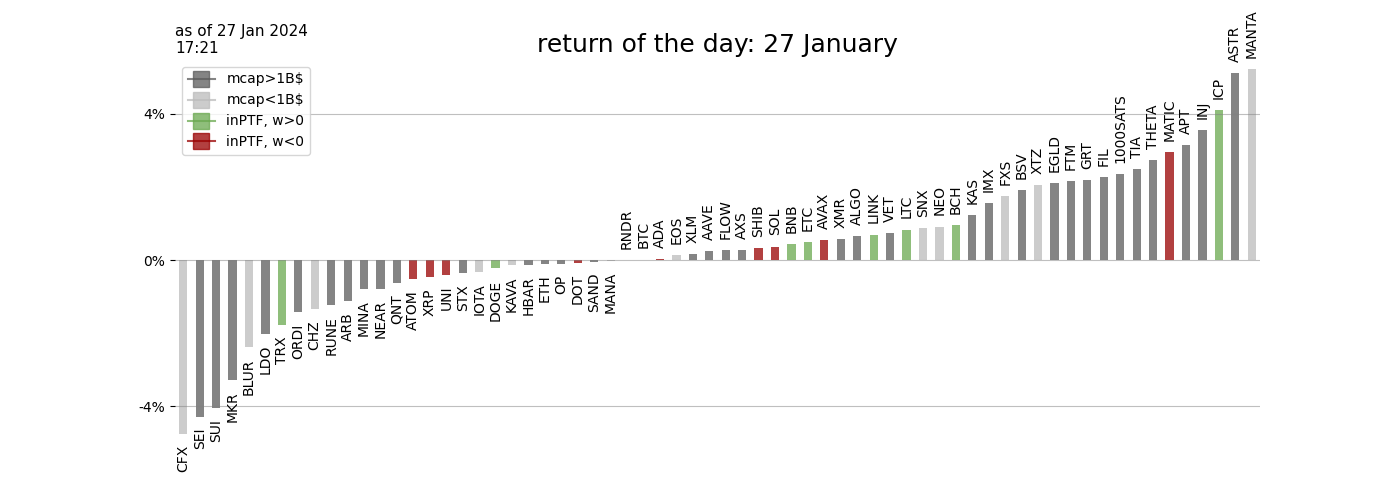 as of 27 Jan 2024
17:21
return of the day: 27 January
mcap>1B$
mcap<1B$
inPTF, w>0
inPTF, w<0
4%
0%
-4%
CFX
SEI
SUI
MKR
BLUR
LDO
TRX
ORDI
CHZ
RUNE
ARB
MINA
NEAR
QNT
ATOM
XRP
UNI
STX
IOTA
DOGE
KAVA
HBAR
ETH
OP
DOT
SAND
MANA
RNDR
BTC
ADA
EOS
XLM
AAVE
FLOW
AXS
SHIB
SOL
BNB
ETC
AVAX
XMR
ALGO
LINK
VET
LTC
SNX
NEO
BCH
KAS
IMX
FXS
BSV
XTZ
EGLD
FTM
GRT
FIL
1000SATS
TIA
THETA
MATIC
APT
INJ
ICP
ASTR
MANTA